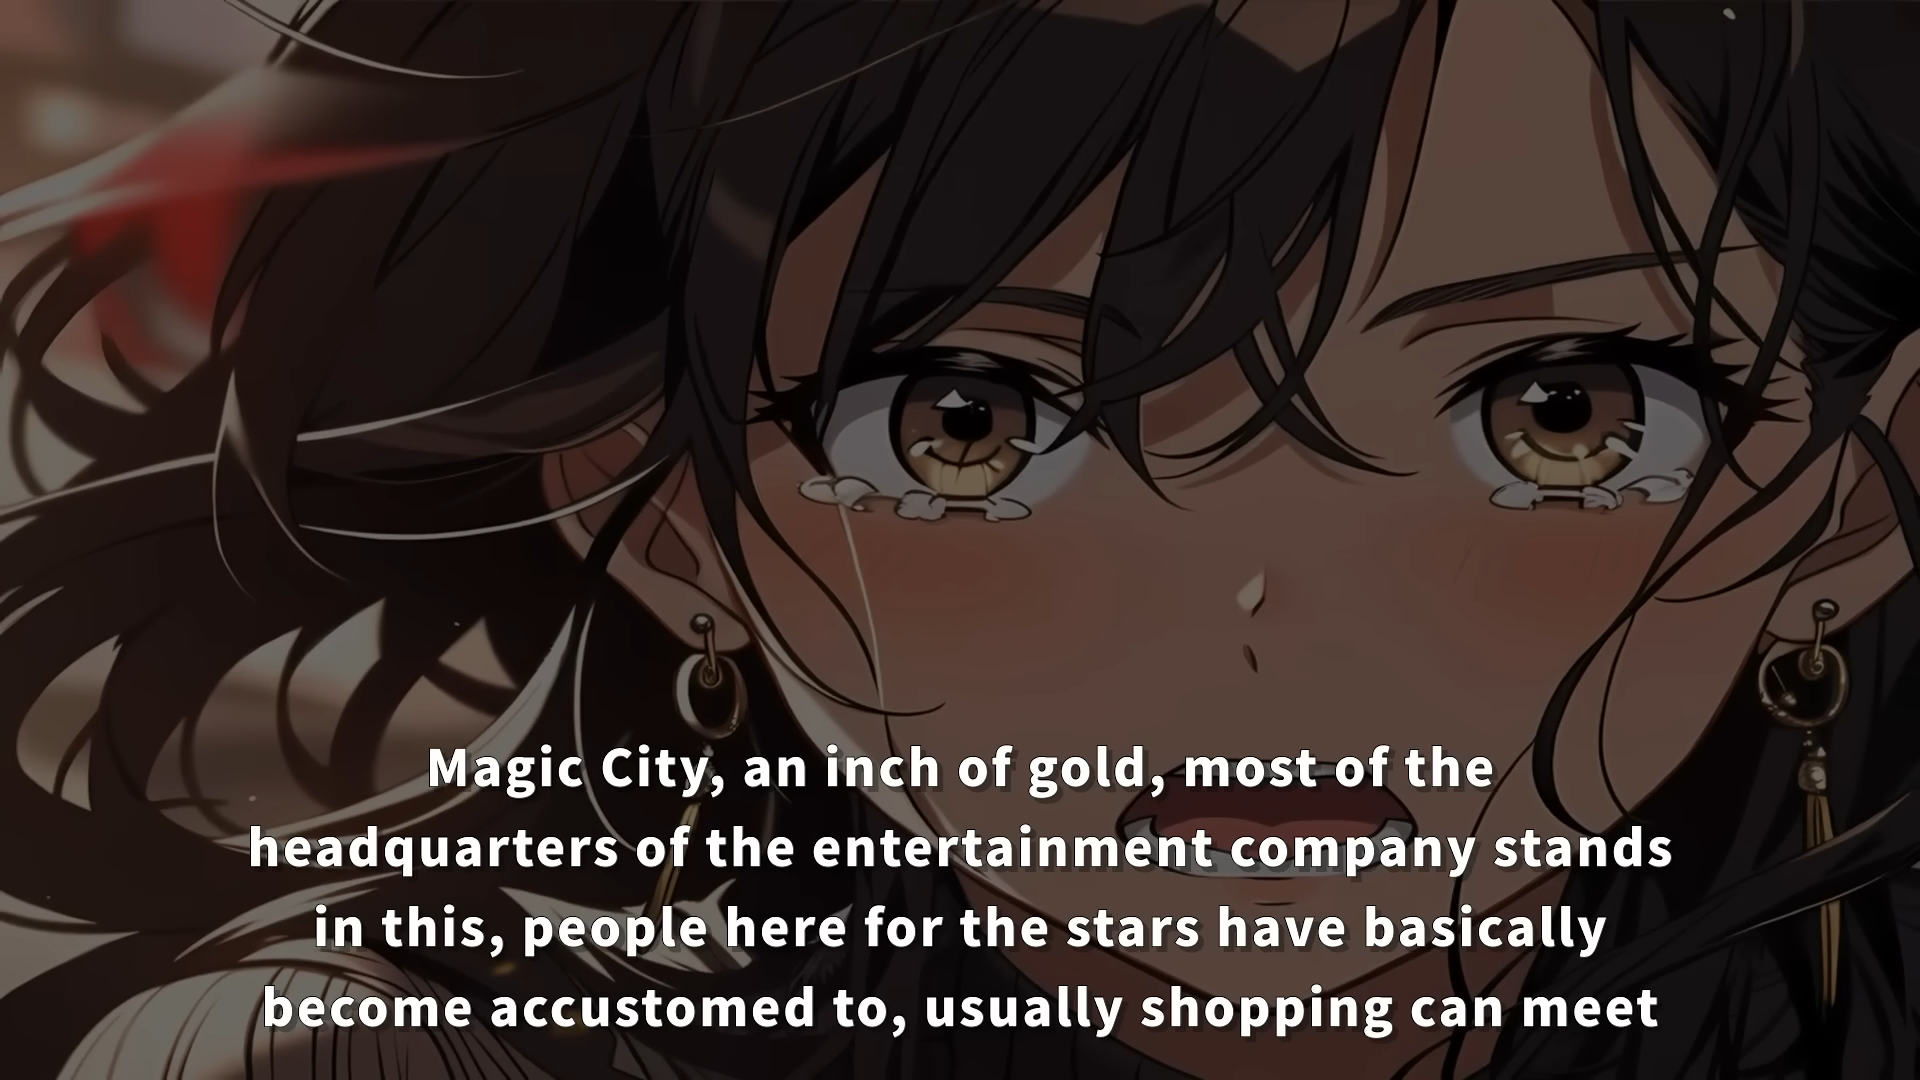 Magic City, an inch of gold, most of the
headquarters of the entertainment company stands
in this, people here for the stars have basically
become accustomed to, usually shopping can meet